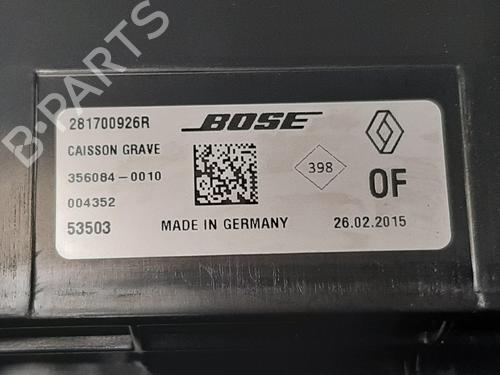 B-PARTS
281700926R
BOSE
CAISSON GRAVE
356084-0010
398
OF
004352
53503
MADE IN GERMANY
26.02.2015